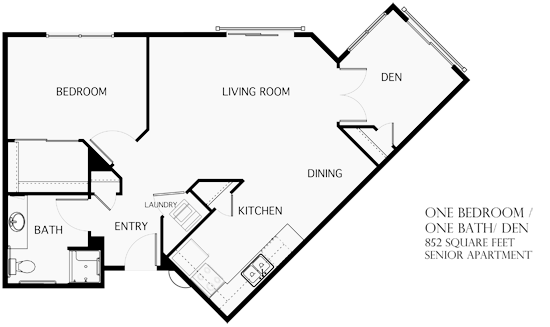 BEDROOM
LIVING ROOM
DEN
DINING
LAUNDRY
KITCHEN
BATH
ENTRY
ONE BEDROOM /
ONE BATH/ DEN
852 SQUARE FEET
SENIOR APARTMENT